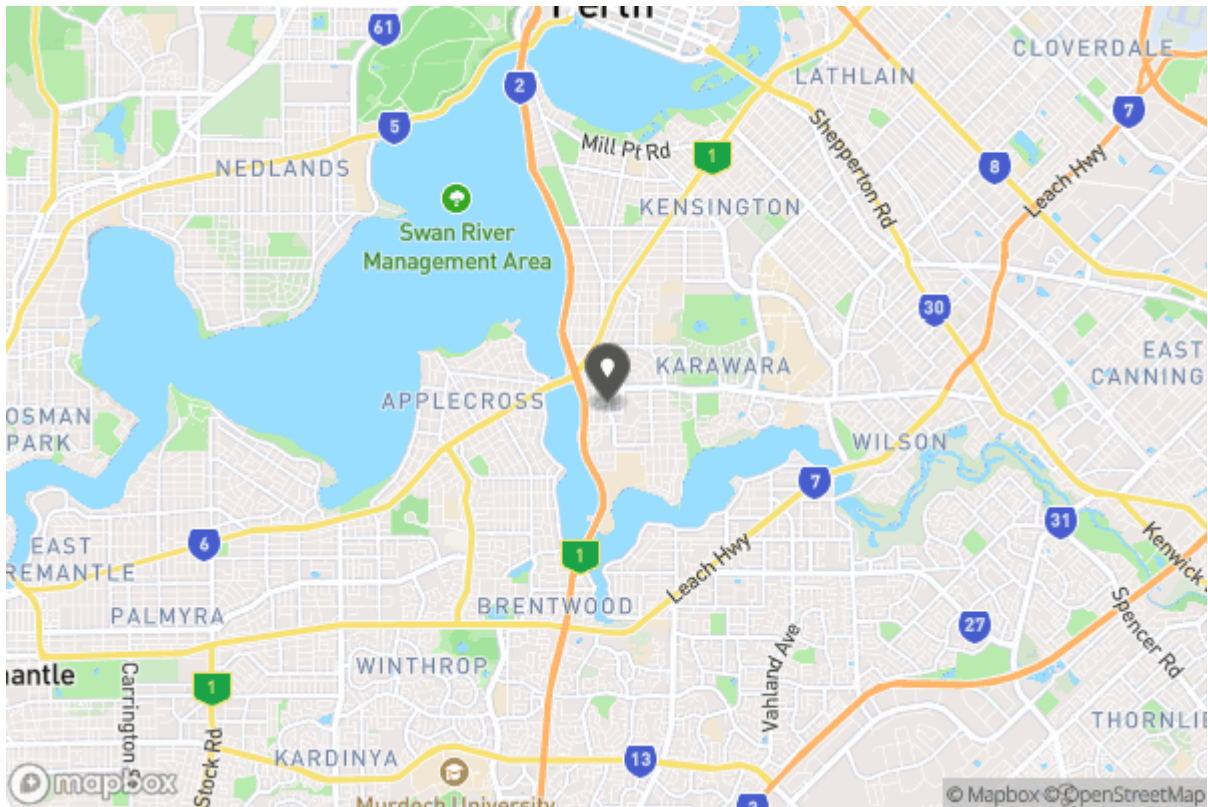 Perth
61
CLOVERDALE
LATHLAIN
2
7
5
Mill Pt Rd
1
8
NEDLANDS
Shepperton Rd
Leach Hwy
KENSINGTON
Swan River
Management Area
30
KARAWARA
EAST
CANNING
APPLECROSS
OSMAN
PARK
WILSON
7
6
31
EAST
REMANTLE
1
Leach Hwy
Kenwick
BRENTWOOD
PALMYRA
27
Spencer Rd
Vahland Ave
WINTHROP
antle
1
Carrington S
Stock Rd
THORNLIE
KARDINYA
13
Murdoch University
3
mapbox
© Mapbox © OpenStreetMap